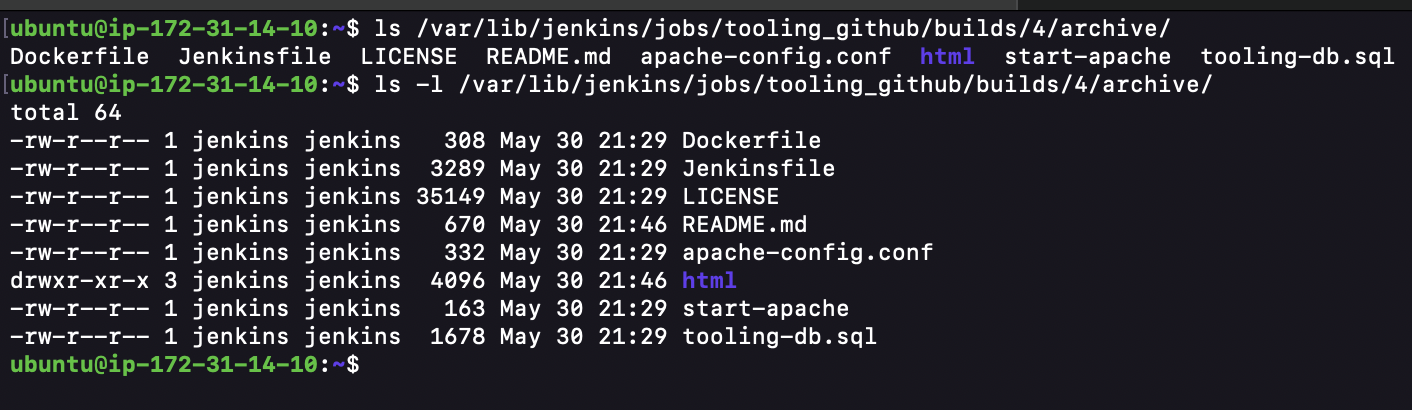 [ubuntu@ip-172-31-14-10:~$ ls /var/lib/jenkins/jobs/tooling_github/builds/4/archive/
Dockerfile  Jenkinsfile  LICENSE  README.md  apache-config.conf  html  start-apache  tooling-db.sql
[ubuntu@ip-172-31-14-10:~$ ls -l /var/lib/jenkins/jobs/tooling_github/builds/4/archive/
total 64
-rw-r--r-- 1 jenkins jenkins   308 May 30 21:29 Dockerfile
-rw-r--r-- 1 jenkins jenkins  3289 May 30 21:29 Jenkinsfile
-rw-r--r-- 1 jenkins jenkins 35149 May 30 21:29 LICENSE
-rw-r--r-- 1 jenkins jenkins   670 May 30 21:46 README.md
-rw-r--r-- 1 jenkins jenkins   332 May 30 21:29 apache-config.conf
drwxr-xr-x 3 jenkins jenkins  4096 May 30 21:46 html
-rw-r--r-- 1 jenkins jenkins   163 May 30 21:29 start-apache
-rw-r--r-- 1 jenkins jenkins  1678 May 30 21:29 tooling-db.sql
ubuntu@ip-172-31-14-10:~$